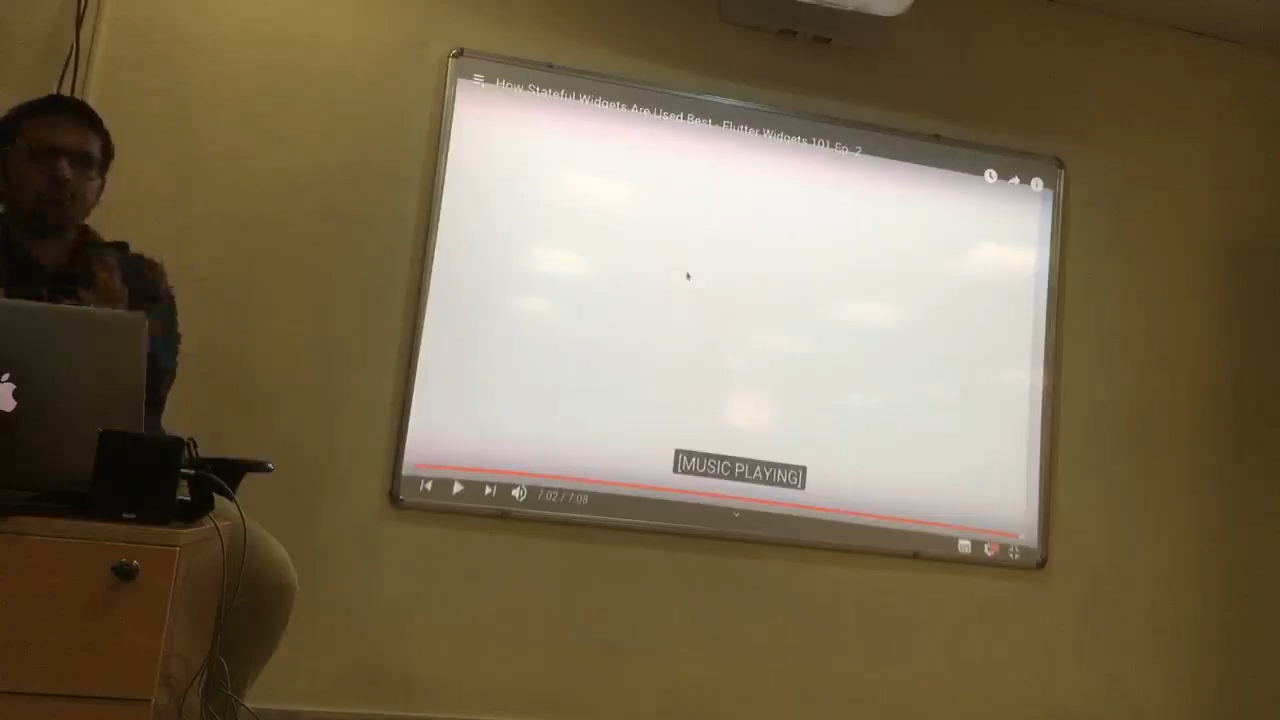 How Stateful Widgets Are Used Best - Flutter Widgets 101 Ep. 2
[MUSIC PLAYING]
7:02 / 7:08